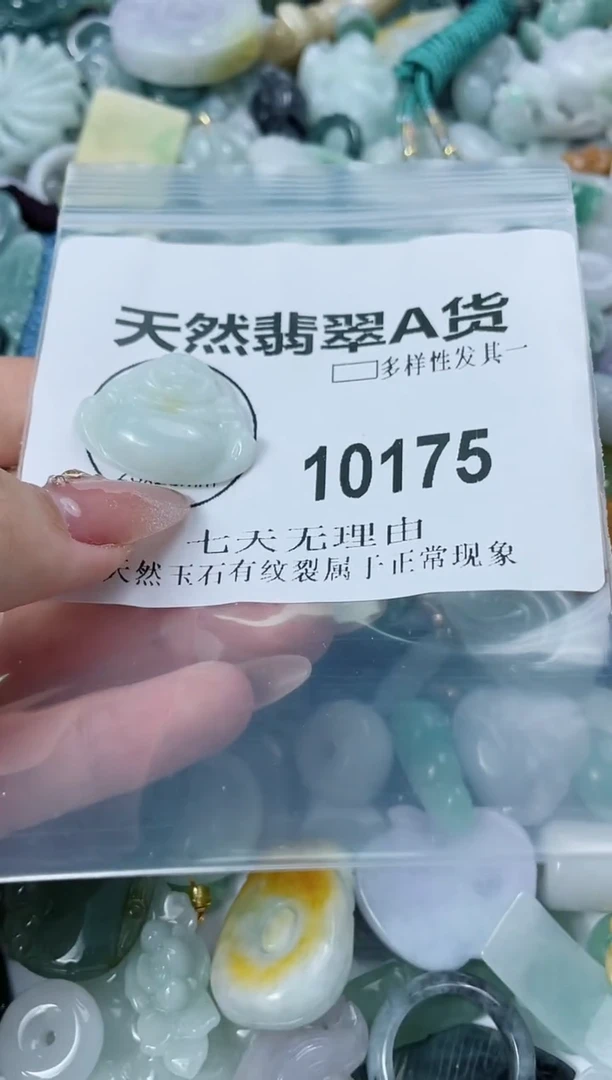 天然翡翠A货
多样性发其一
10175
七天无理由
天然玉石有纹裂属于正常现象